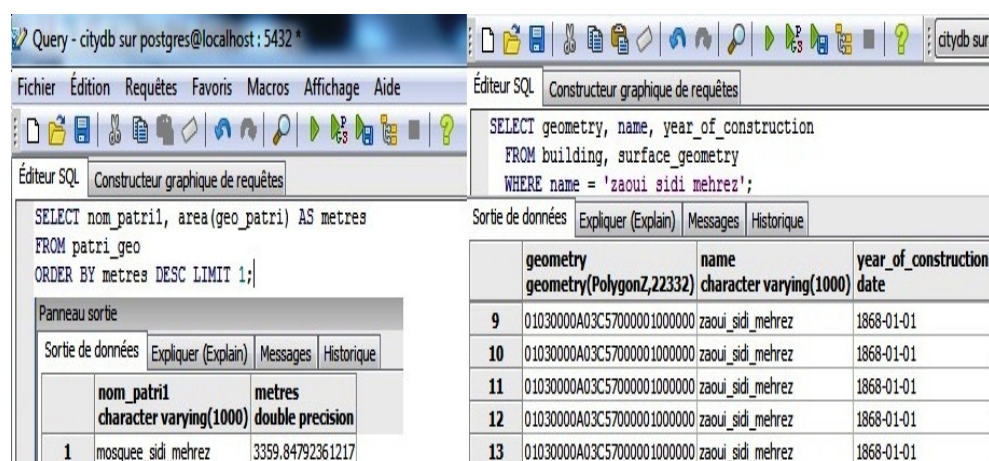 Query - citydb sur postgres@localhost : 5432 *
Fichier Édition Requêtes Favoris Macros Affichage Aide
Éditeur SQL Constructeur graphique de requêtes
SELECT nom_patri1, area(geo_patri) AS metres
FROM patri_geo
ORDER BY metres DESC LIMIT 1;
Panneau sortie
Sortie de données Expliquer (Explain) Messages Historique
nom_patri1 metres
character varying(1000) double precision
1 mosquee_sidi_mehrez 3359.84792361217
citydb sur
Éditeur SQL Constructeur graphique de requêtes
SELECT geometry, name, year_of_construction
FROM building, surface_geometry
WHERE name = 'zaoui sidi mehrez';
Sortie de données Expliquer (Explain) Messages Historique
geometry name year_of_construction
geometry(PolygonZ,22332) character varying(1000) date
9 01030000A03C57000001000000 zaoui_sidi_mehrez 1868-01-01
10 01030000A03C57000001000000 zaoui_sidi_mehrez 1868-01-01
11 01030000A03C57000001000000 zaoui_sidi_mehrez 1868-01-01
12 01030000A03C57000001000000 zaoui_sidi_mehrez 1868-01-01
13 01030000A03C57000001000000 zaoui_sidi_mehrez 1868-01-01